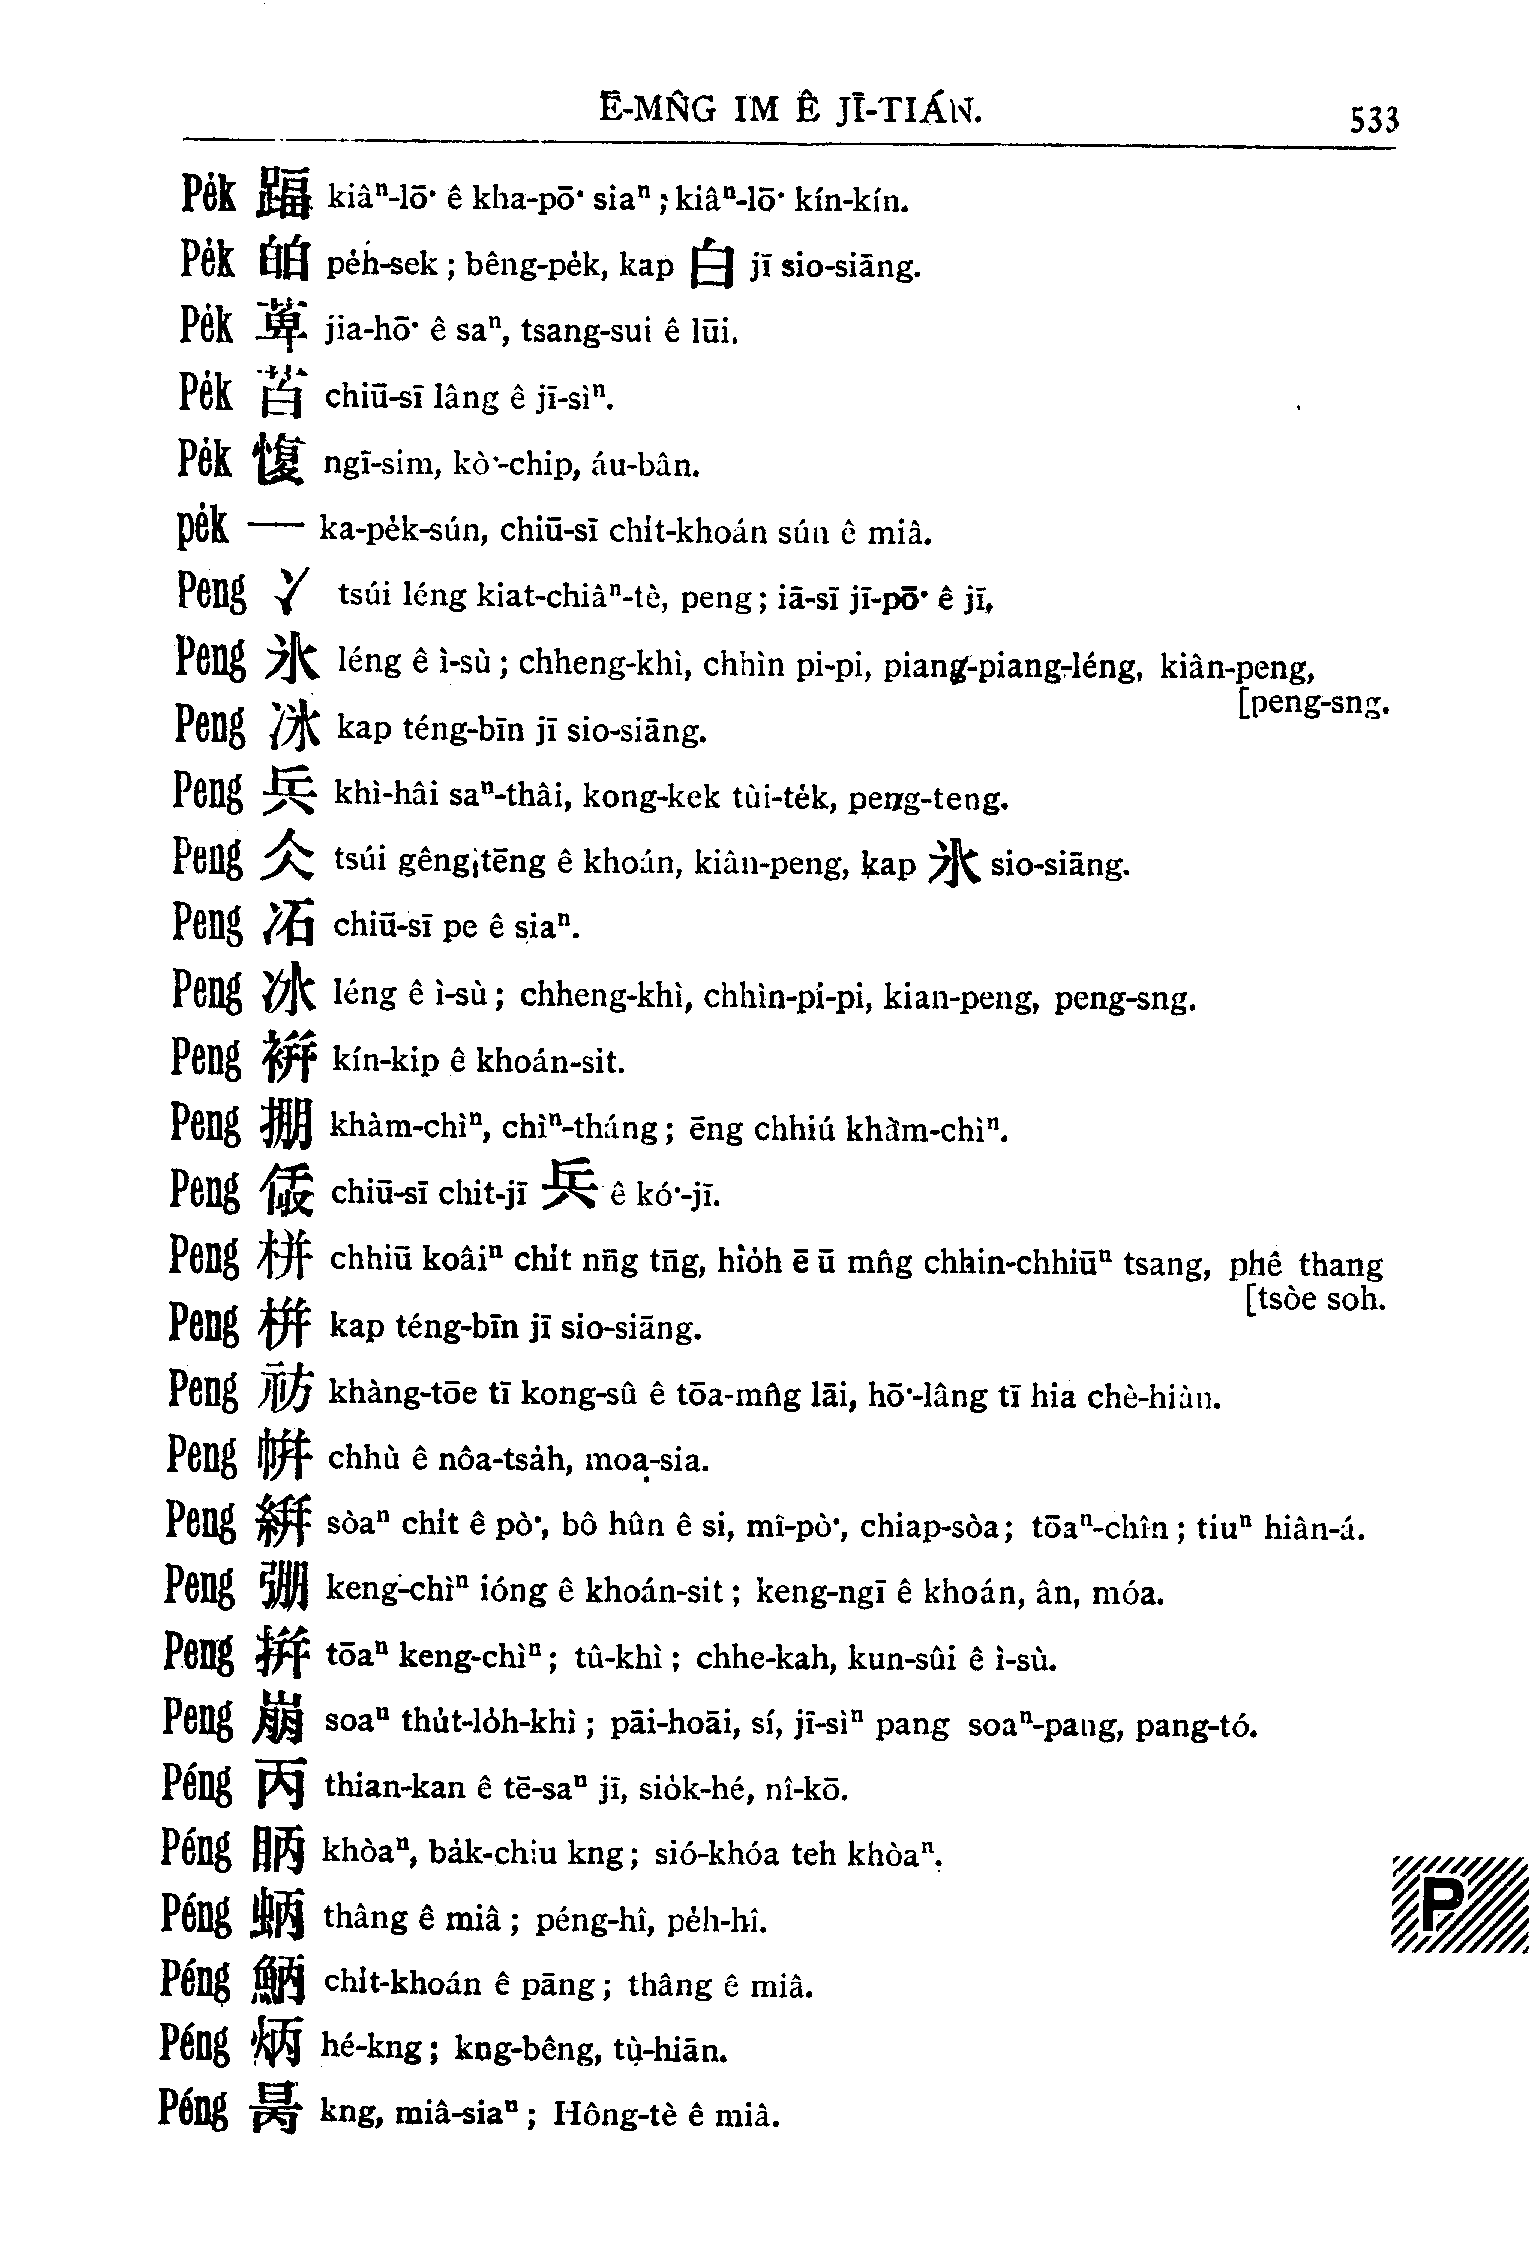 Ē-MN̂G IM Ê JĪ-TIÁN.
533
Pe̍k 踾 kiâⁿ-lō͘ ê kha-pō͘ siaⁿ ; kiâⁿ-lō͘ kín-kín.
Pe̍k 皛 pe̍h-sek ; bêng-pe̍k, kap 白 jī sio-siāng.
Pe̍k 萆 jia-hō͘ ê saⁿ, tsang-sui ê lūi.
Pe̍k 苩 chiū-sī lâng ê jī-sìⁿ.
Pe̍k 愎 ngī-sim, kò͘-chip, áu-bân.
pe̍k — ka-pe̍k-sún, chiū-sī chi̍t-khoán sún ê miâ.
Peng 冫 tsúi léng kiat-chiâⁿ-tè, peng ; iā-sī jī-pō͘ ê jī,
Peng 氷 léng ê ì-sù ; chheng-khì, chhìn pi-pi, piang-piang-léng, kiân-peng,
[peng-sng.
Peng 冰 kap téng-bīn jī sio-siāng.
Peng 兵 khì-hâi saⁿ-thâi, kong-kek tùi-te̍k, peng-teng.
Peng 仌 tsúi gêng-tēng ê khoán, kiân-peng, kap 氷 sio-siāng.
Peng 冹 chiū-sī pe ê siaⁿ.
Peng 冰 léng ê ì-sù ; chheng-khì, chhìn-pi-pi, kian-peng, peng-sng.
Peng kín-kip ê khoán-sit.
Peng 掤 khàm-chìⁿ, chìⁿ-tháng ; ēng chhiú khàm-chìⁿ.
Peng chiū-sī chit-jī 兵 ê kó͘-jī.
Peng 栟 chhiū koâiⁿ chi̍t nn̄g tn̄g, hio̍h ē ū mn̂g chhin-chhiūⁿ tsang, phê thang
[tsòe soh.
Peng 栟 kap téng-bīn jī sio-siāng.
Peng 祊 khàng-tōe tī kong-sû ê tōa-mn̂g lāi, hō͘-lâng tī hia chè-hiàn.
Peng 帡 chhù ê nôa-tsa̍h, moa-sia.
Peng 絣 sòaⁿ chi̍t ê pò͘, bô hûn ê si, mî-pò͘, chiap-sòa ; tōaⁿ-chîn ; tiuⁿ hiân-á.
Peng 弸 keng-chìⁿ ióng ê khoán-sit ; keng-ngī ê khoán, ân, móa.
Peng 拼 tōaⁿ keng-chìⁿ ; tû-khì ; chhe-kah, kun-sûi ê ì-sù.
Peng 崩 soaⁿ thu̍t-lo̍h-khì ; pāi-hoāi, sí, jī-sìⁿ pang soaⁿ-pang, pang-tó.
Péng 丙 thian-kan ê tē-saⁿ jī, sio̍k-hé, nî-kō.
Péng 眪 khòaⁿ, ba̍k-chiu kng ; sió-khóa teh khòaⁿ.
Péng 蛃 thâng ê miâ ; péng-hî, pe̍h-hî.
Péng 鮩 chi̍t-khoán ê pāng ; thâng ê miâ.
Péng 炳 hé-kng ; kng-bêng, tù-hiān.
Péng 昺 kng, miâ-siaⁿ ; Hông-tè ê miâ.
P